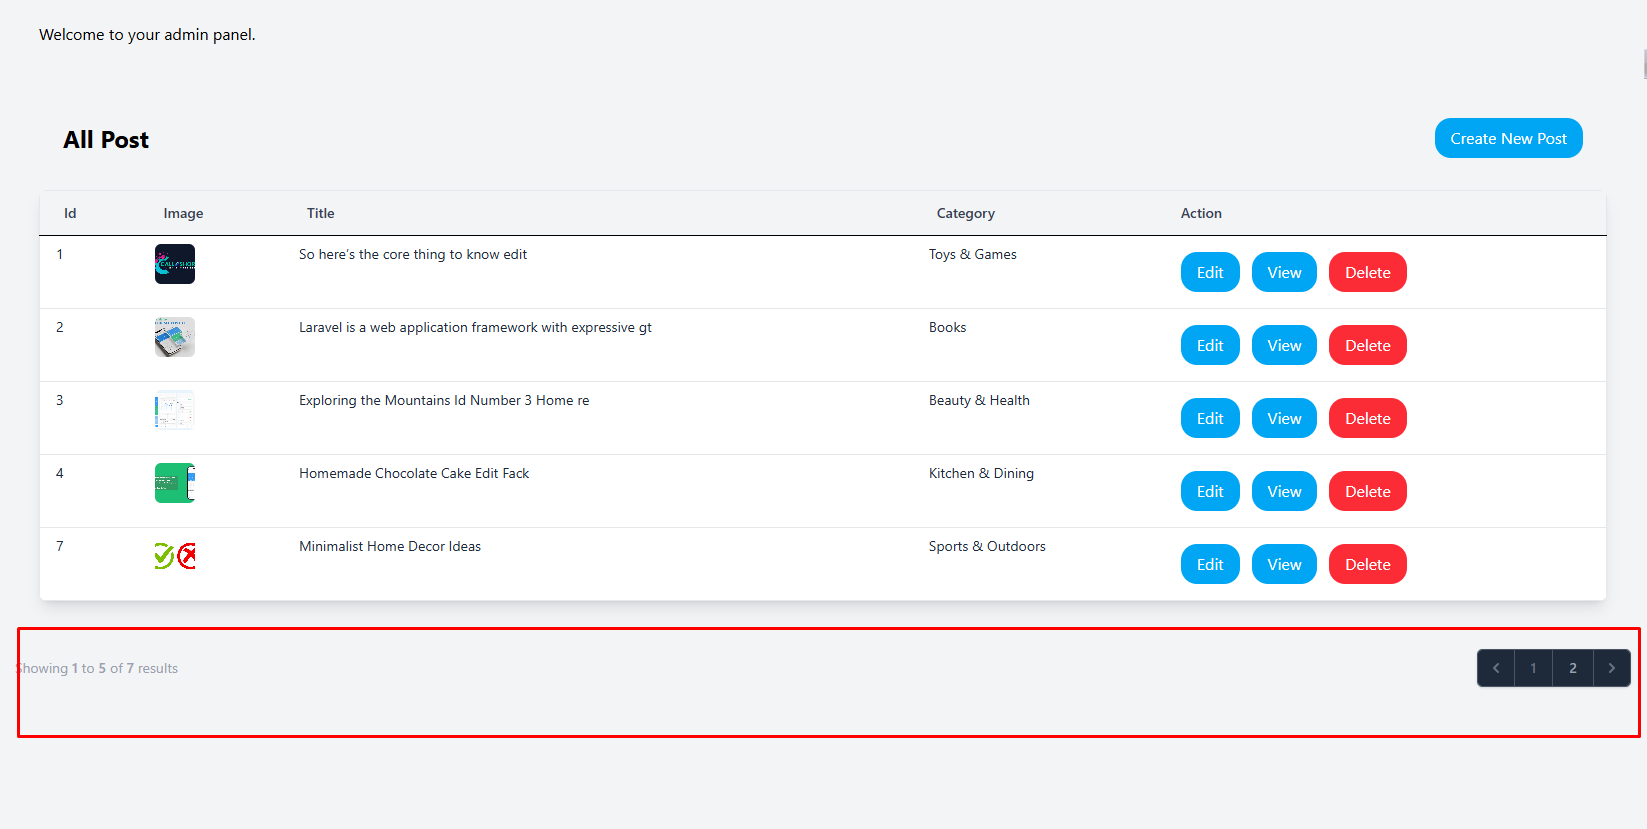 Welcome to your admin panel.
All Post
Create New Post
Id Image Title Category Action
1 So here's the core thing to know edit Toys & Games Edit View Delete
2 Laravel is a web application framework with expressive gt Books Edit View Delete
3 Exploring the Mountains Id Number 3 Home re Beauty & Health Edit View Delete
4 Homemade Chocolate Cake Edit Fack Kitchen & Dining Edit View Delete
7 Minimalist Home Decor Ideas Sports & Outdoors Edit View Delete
Showing 1 to 5 of 7 results
1 2